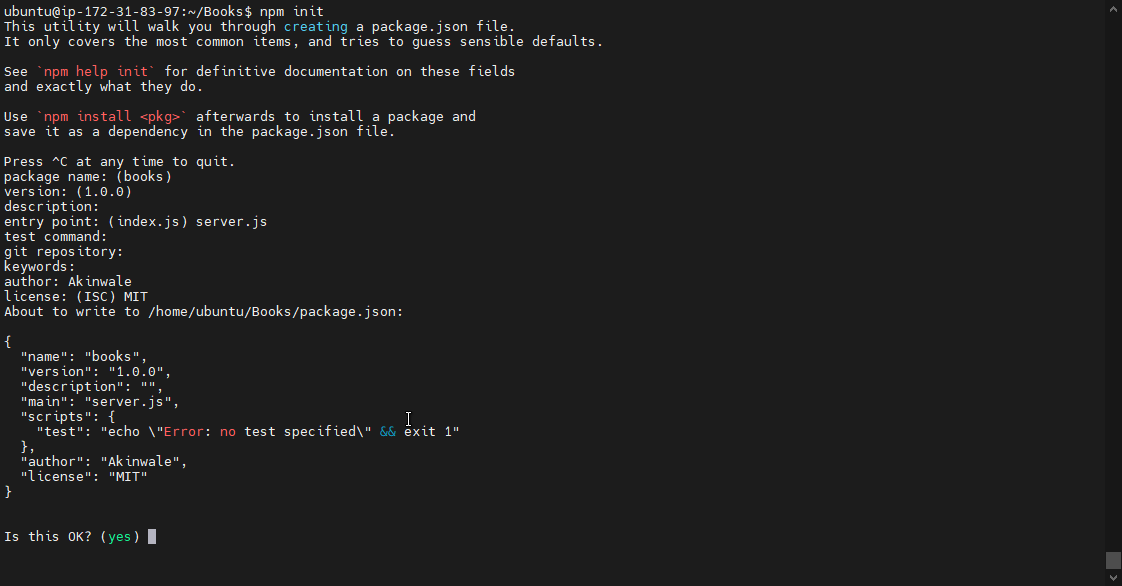 ubuntu@ip-172-31-83-97:~/Books$ npm init
This utility will walk you through creating a package.json file.
It only covers the most common items, and tries to guess sensible defaults.

See `npm help init` for definitive documentation on these fields
and exactly what they do.

Use `npm install <pkg>` afterwards to install a package and
save it as a dependency in the package.json file.

Press ^C at any time to quit.
package name: (books)
version: (1.0.0)
description:
entry point: (index.js) server.js
test command:
git repository:
keywords:
author: Akinwale
license: (ISC) MIT
About to write to /home/ubuntu/Books/package.json:

{
  "name": "books",
  "version": "1.0.0",
  "description": "",
  "main": "server.js",
  "scripts": {
    "test": "echo \"Error: no test specified\" && exit 1"
  },
  "author": "Akinwale",
  "license": "MIT"
}


Is this OK? (yes)